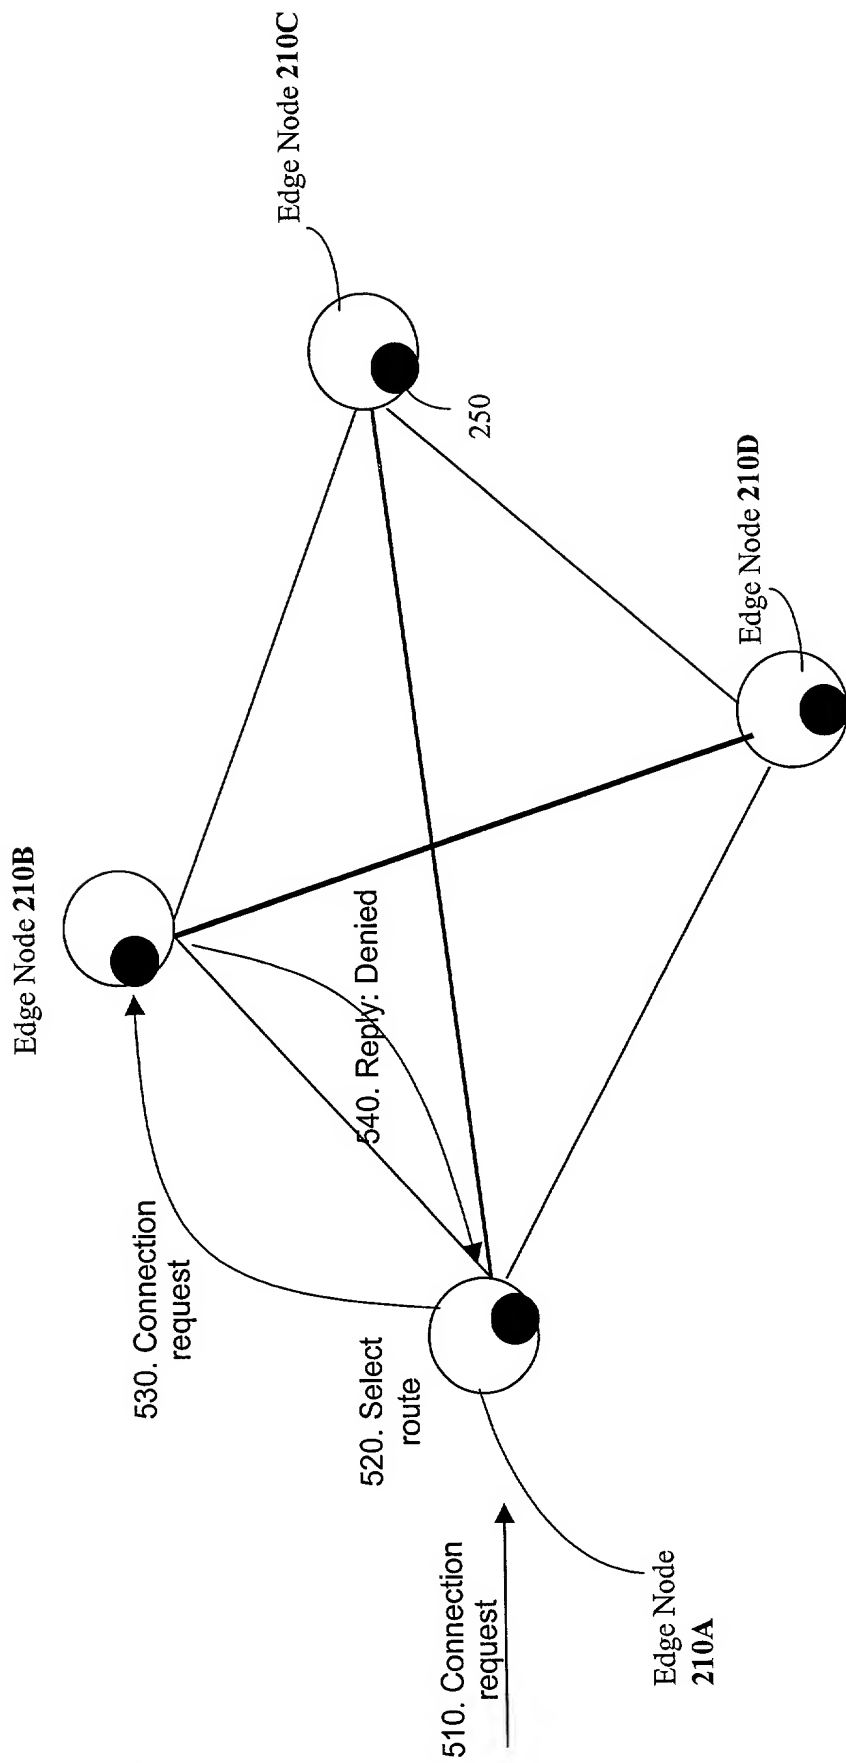 Edge Node 210B
Edge Node 210C
530. Connection
request
540. Reply: Denied
250
520. Select
route
Edge Node 210D
510. Connection
request
Edge Node
210A